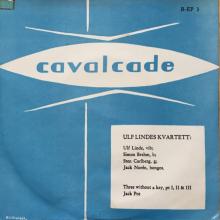 B-EP 3
cavalcade
ULF LINDES KVARTETT:
Ulf Linde, vib;
Simon Brehm, b;
Sten Carlberg, g;
Jack Norén, bongos.
Three without a key, pt I, II & III
Jack Pot